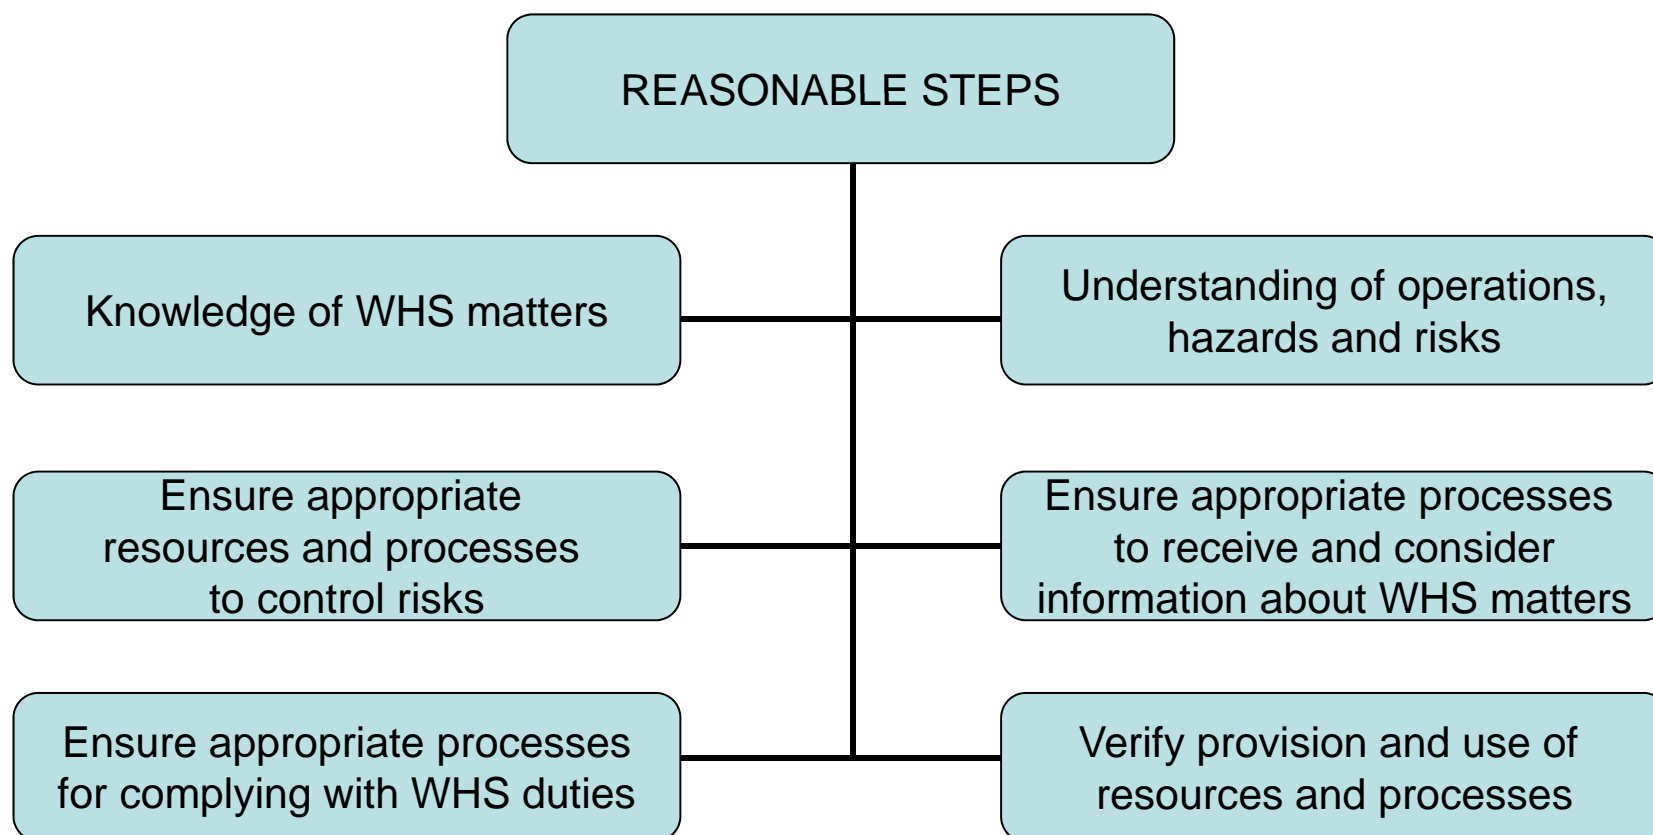 REASONABLE STEPS
Knowledge of WHS matters
Understanding of operations,
hazards and risks
Ensure appropriate
resources and processes
to control risks
Ensure appropriate processes
to receive and consider
information about WHS matters
Ensure appropriate processes
for complying with WHS duties
Verify provision and use of
resources and processes